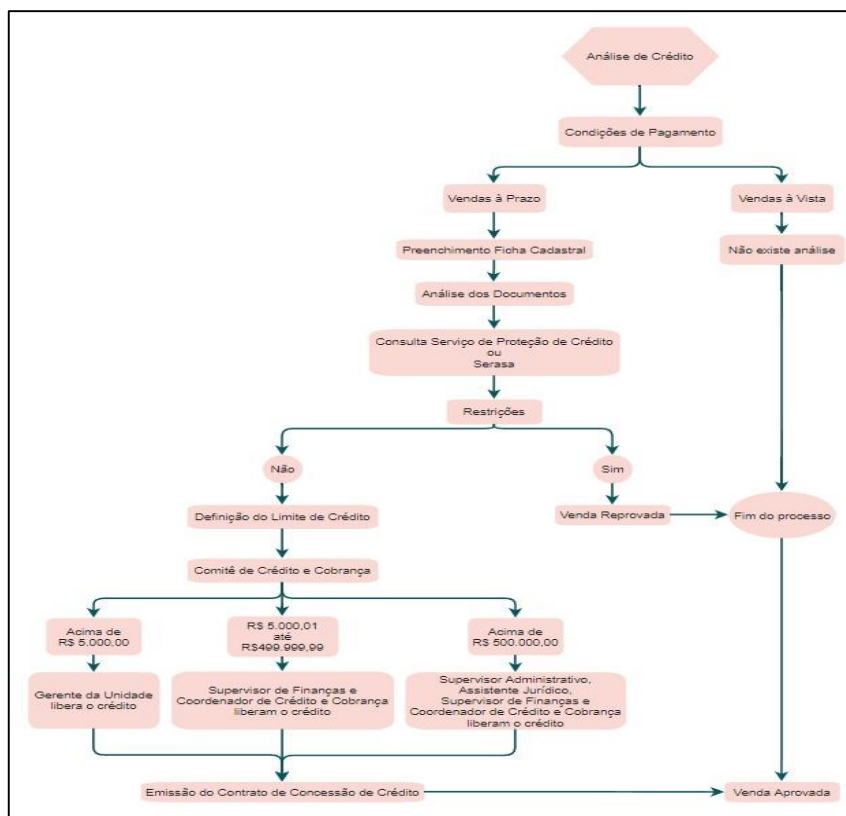 Análise de Crédito
Condições de Pagamento
Vendas à Prazo
Vendas à Vista
Preenchimento Ficha Cadastral
Não existe análise
Análise dos Documentos
Consulta Serviço de Proteção de Crédito
ou
Serasa
Restrições
Não
Sim
Definição do Limite de Crédito
Venda Reprovada
Fim do processo
Comitê de Crédito e Cobrança
Acima de
R$ 5.000,00
R$ 5.000,01
até
R$499.999,99
Acima de
R$ 500.000,00
Gerente da Unidade
libera o crédito
Supervisor de Finanças e
Coordenador de Crédito e Cobrança
liberam o crédito
Supervisor Administrativo,
Assistente Jurídico,
Supervisor de Finanças e
Coordenador de Crédito e Cobrança
liberam o crédito
Emissão do Contrato de Concessão de Crédito
Venda Aprovada